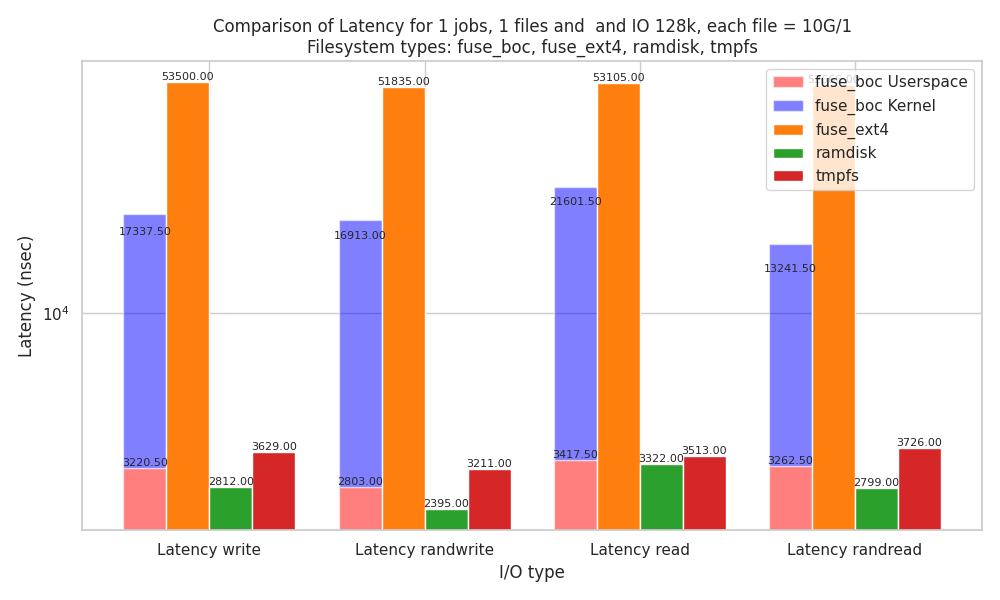 Comparison of Latency for 1 jobs, 1 files and  and IO 128k, each file = 10G/1
Filesystem types: fuse_boc, fuse_ext4, ramdisk, tmpfs
fuse_boc Userspace
fuse_boc Kernel
fuse_ext4
ramdisk
tmpfs
53500.00
51835.00
53105.00
17337.50
16913.00
21601.50
13241.50
3220.50
2812.00
3629.00
2803.00
2395.00
3211.00
3417.50
3322.00
3513.00
3262.50
2799.00
3726.00
Latency (nsec)
10^4
Latency write
Latency randwrite
Latency read
Latency randread
I/O type